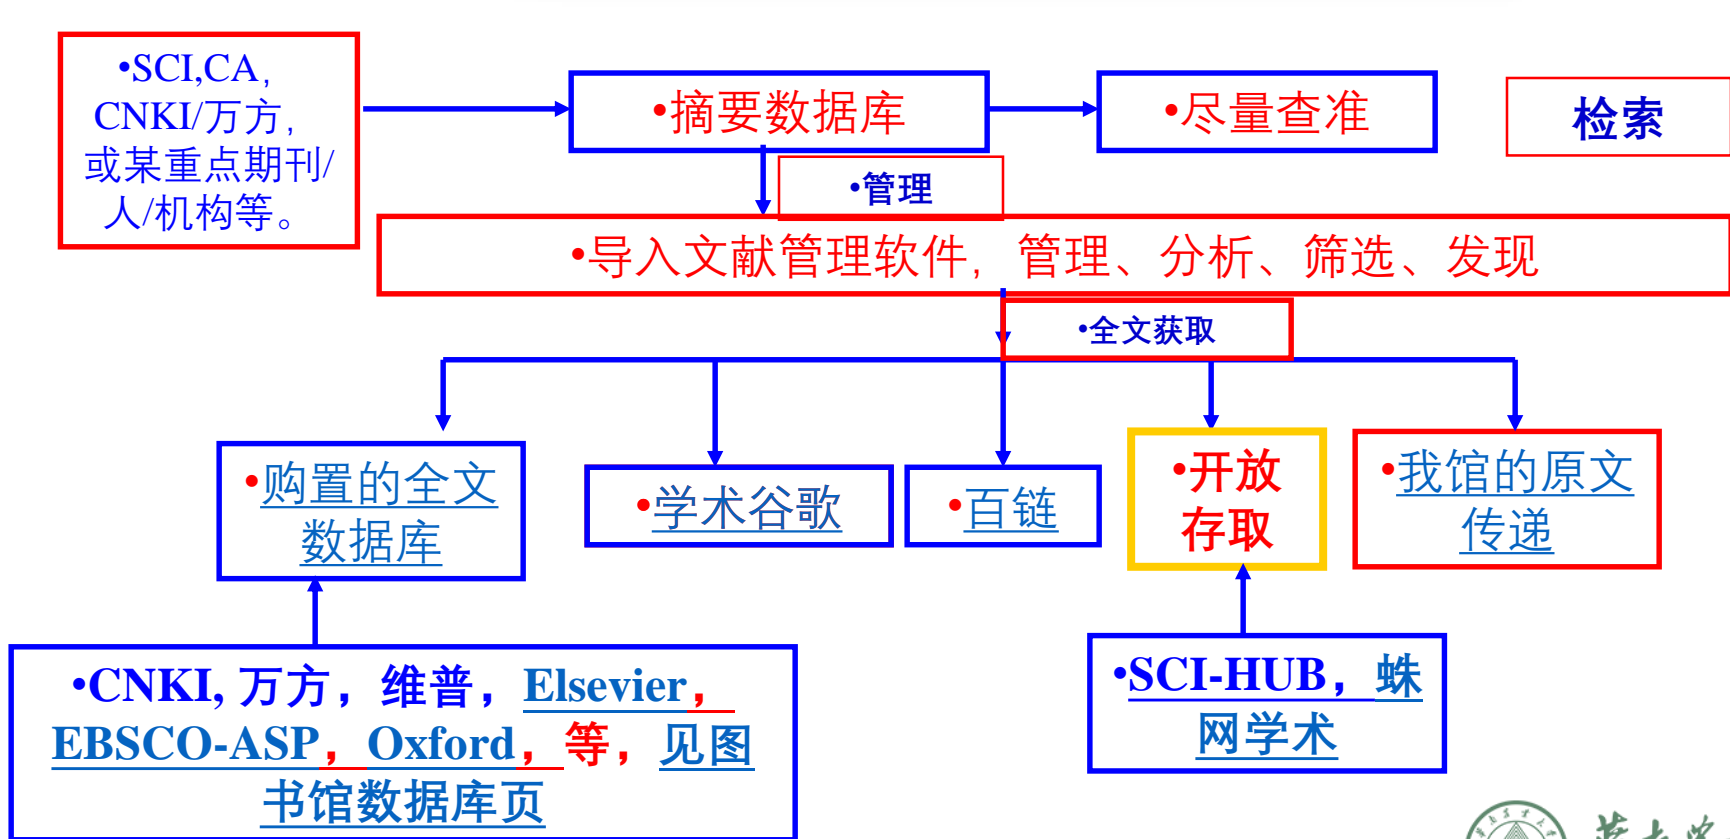 •SCI,CA,
CNKI/万方,
或某重点期刊/
人/机构等。
•摘要数据库
•尽量查准
检索
•管理
•导入文献管理软件, 管理、分析、筛选、发现
•全文获取
•购置的全文
数据库
•学术谷歌
•百链
•开放
存取
•我馆的原文
传递
•CNKI, 万方，维普，Elsevier，
EBSCO-ASP，Oxford，等，见图
书馆数据库页
•SCI-HUB，蛛
网学术